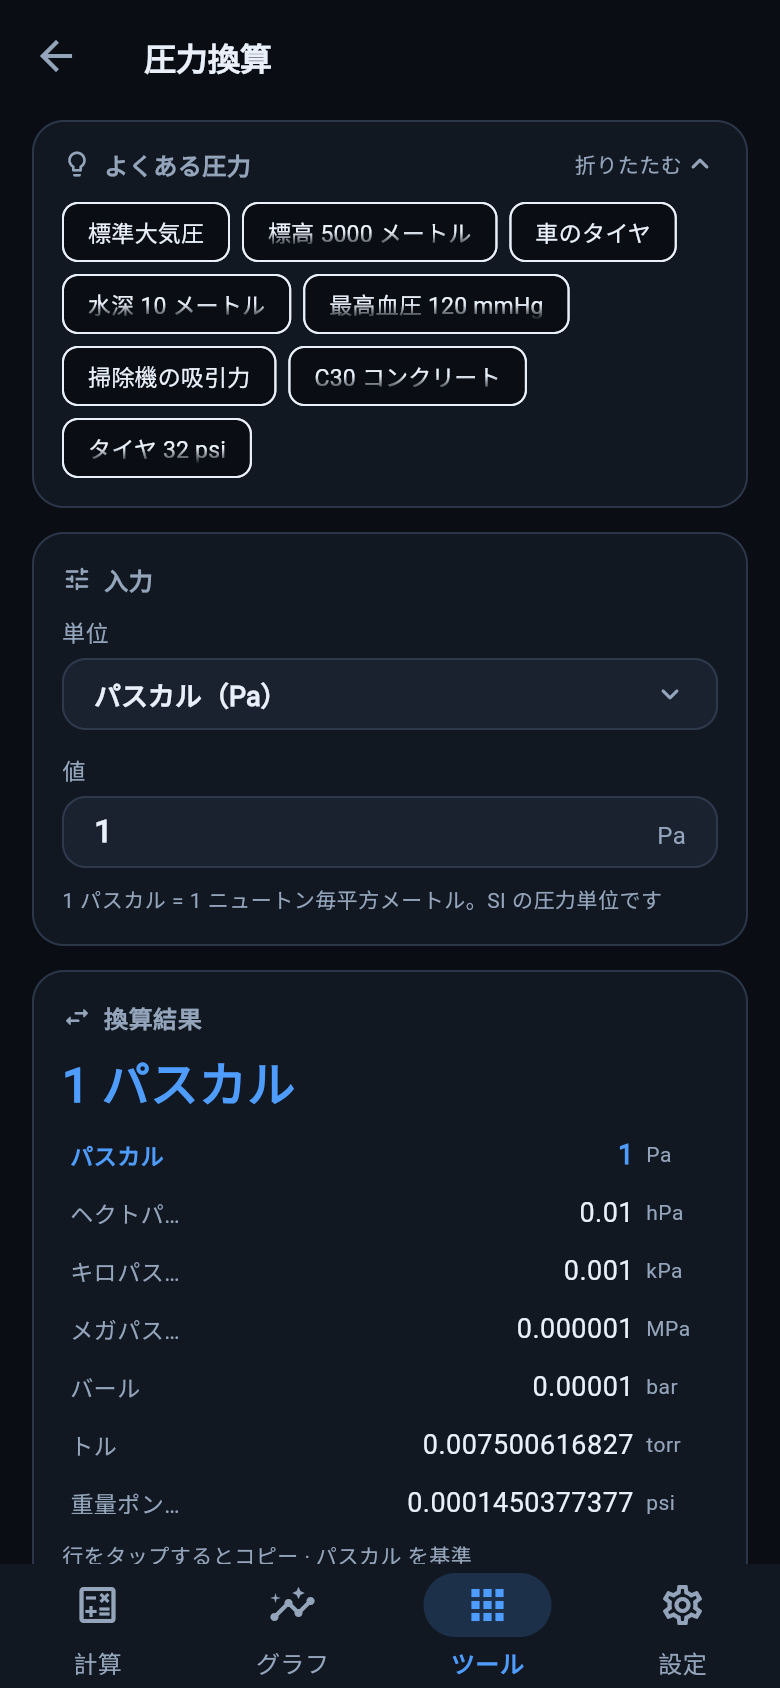 圧力換算
よくある圧力
折りたたむ
標準大気圧
標高 5000 メートル
車のタイヤ
水深 10 メートル
最高血圧 120 mmHg
掃除機の吸引力
C30 コンクリート
タイヤ 32 psi
入力
単位
パスカル（Pa）
値
1 Pa
1 パスカル = 1 ニュートン毎平方メートル。SI の圧力単位です
換算結果
1 パスカル
パスカル 1 Pa
ヘクトパ... 0.01 hPa
キロパス... 0.001 kPa
メガパス... 0.000001 MPa
バール 0.00001 bar
トル 0.007500616827 torr
重量ポン... 0.0001450377377 psi
行をタップするとコピー · パスカル を基準
計算 グラフ ツール 設定